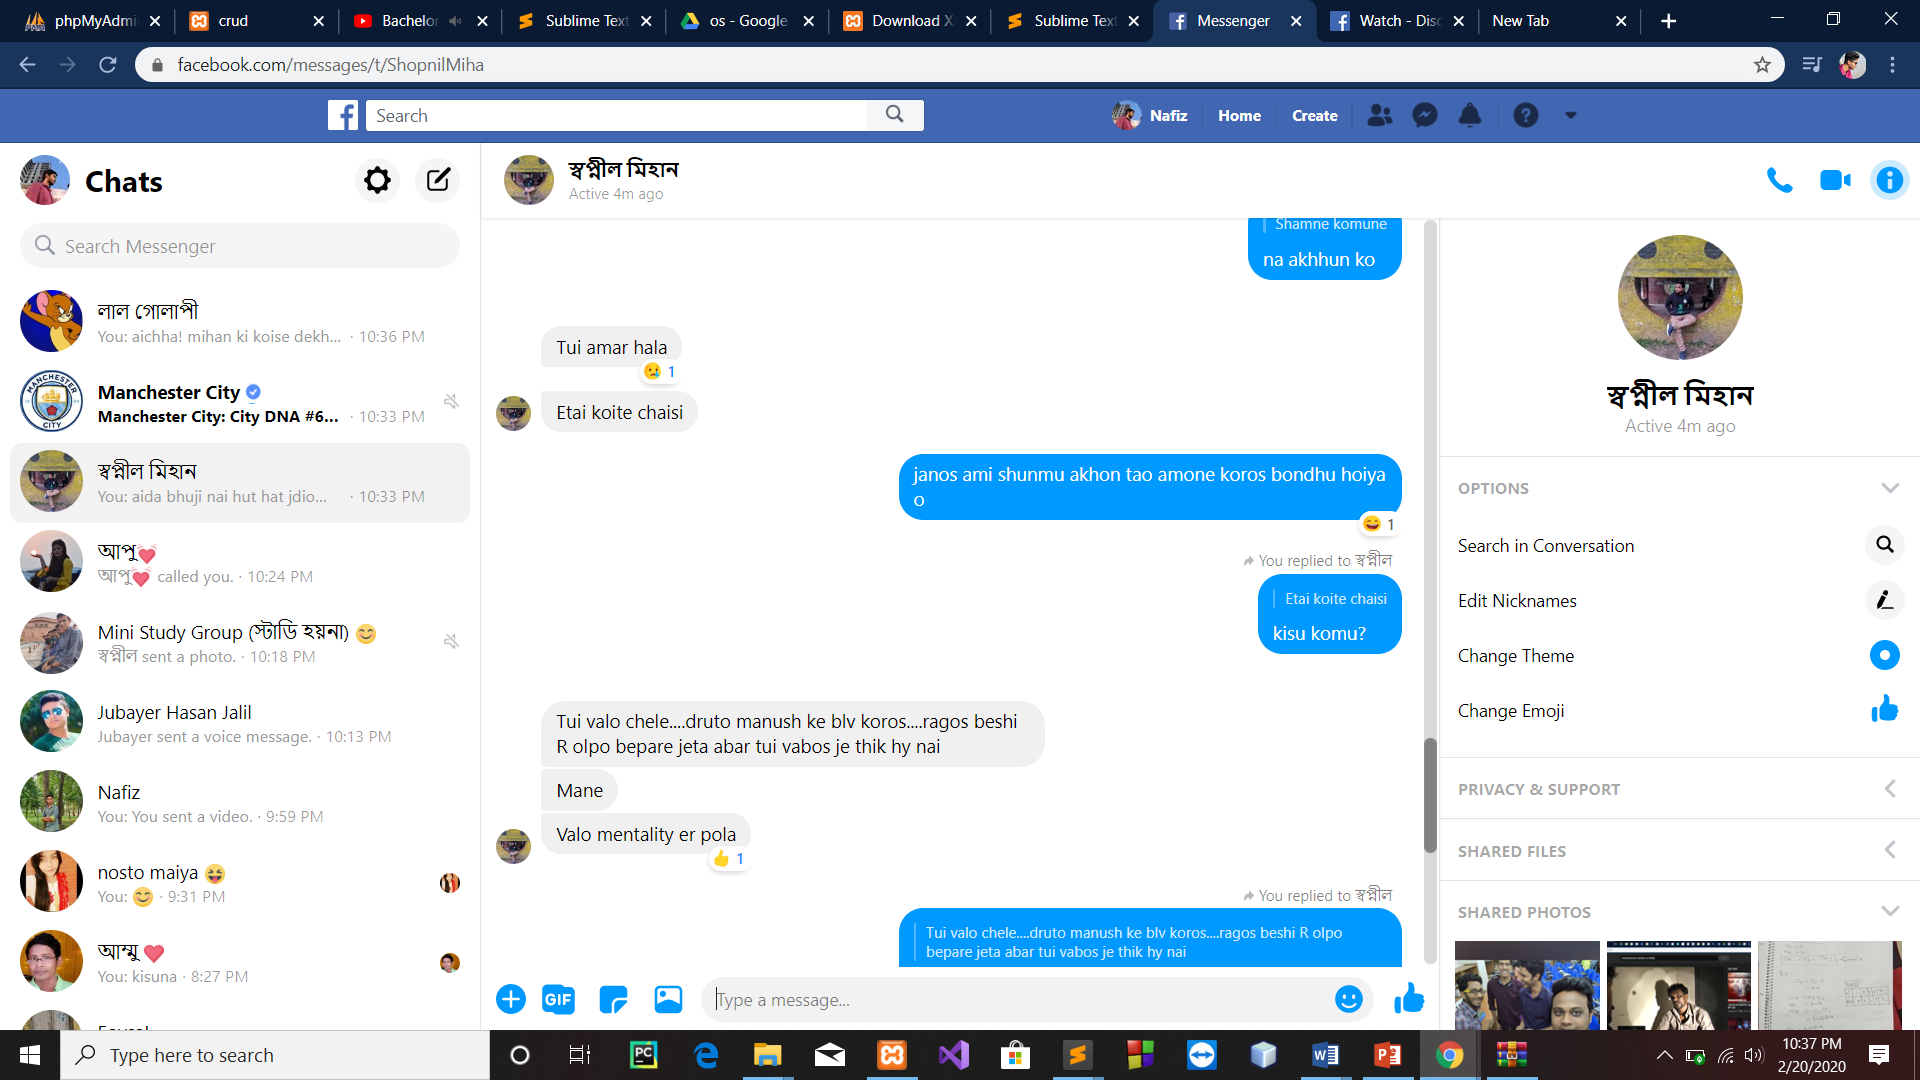 phpMyAdmi
crud
Bachelor
Sublime Text
os - Google
Download X
Sublime Text
Messenger
Watch - Disc
New Tab
facebook.com/messages/t/ShopnilMiha
Search
Nafiz
Home
Create
Chats
Search Messenger
লাল গোলাপী
You: aichha! mihan ki koise dekh... · 10:36 PM
Manchester City
Manchester City: City DNA #6... · 10:33 PM
স্বপ্নীল মিহান
You: aida bhuji nai hut hat jdio... · 10:33 PM
আপু💓
আপু💓 called you. · 10:24 PM
Mini Study Group (স্টাডি হয়না) 😊
স্বপ্নীল sent a photo. · 10:18 PM
Jubayer Hasan Jalil
Jubayer sent a voice message. · 10:13 PM
Nafiz
You: You sent a video. · 9:59 PM
nosto maiya 😝
You: 😊 · 9:31 PM
আম্মু ❤
You: kisuna · 8:27 PM
স্বপ্নীল মিহান
Active 4m ago
Shamne komune
na akhhun ko
Tui amar hala
😢 1
Etai koite chaisi
janos ami shunmu akhon tao amone koros bondhu hoiya
o
😄 1
You replied to স্বপ্নীল
Etai koite chaisi
kisu komu?
Tui valo chele....druto manush ke blv koros....ragos beshi
R olpo bepare jeta abar tui vabos je thik hy nai
Mane
Valo mentality er pola
👍 1
You replied to স্বপ্নীল
Tui valo chele....druto manush ke blv koros....ragos beshi R olpo
bepare jeta abar tui vabos je thik hy nai
GIF
Type a message...
স্বপ্নীল মিহান
Active 4m ago
OPTIONS
Search in Conversation
Edit Nicknames
Change Theme
Change Emoji
PRIVACY & SUPPORT
SHARED FILES
SHARED PHOTOS
Type here to search
10:37 PM
2/20/2020